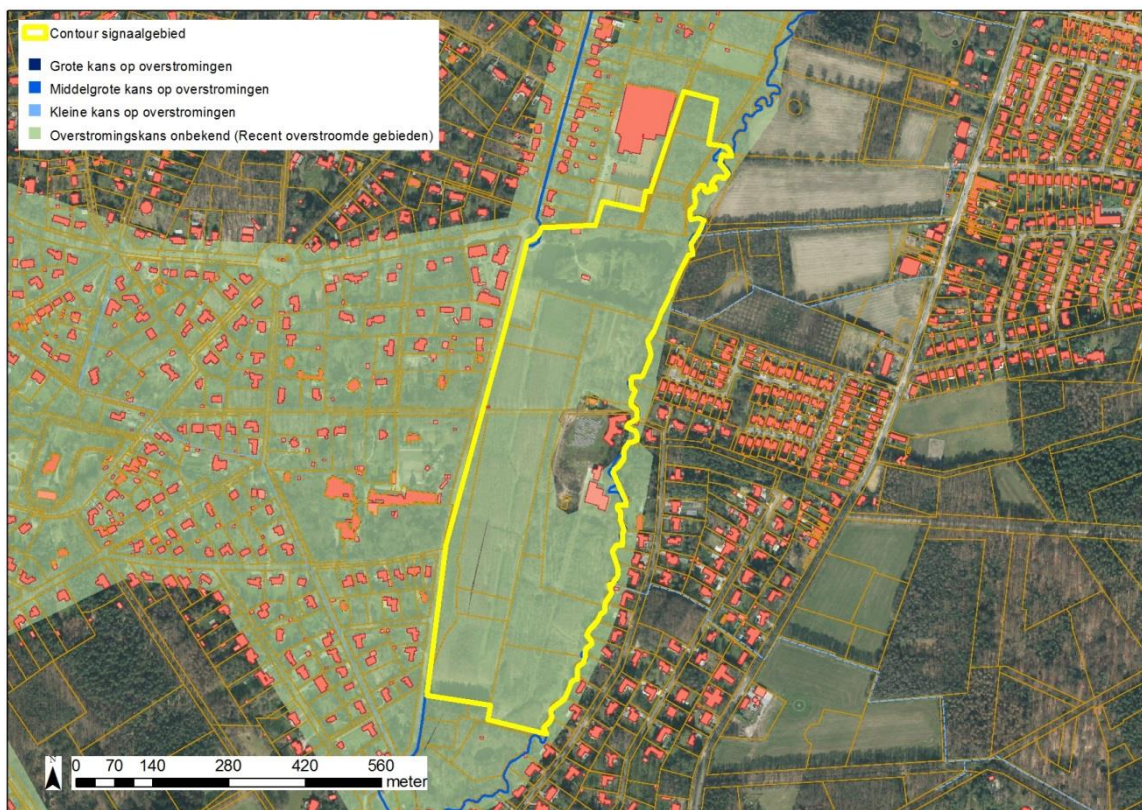 Contour signaalgebied
Grote kans op overstromingen
Middelgrote kans op overstromingen
Kleine kans op overstromingen
Overstromingskans onbekend (Recent overstroomde gebieden)
N
0 70 140 280 420 560
meter